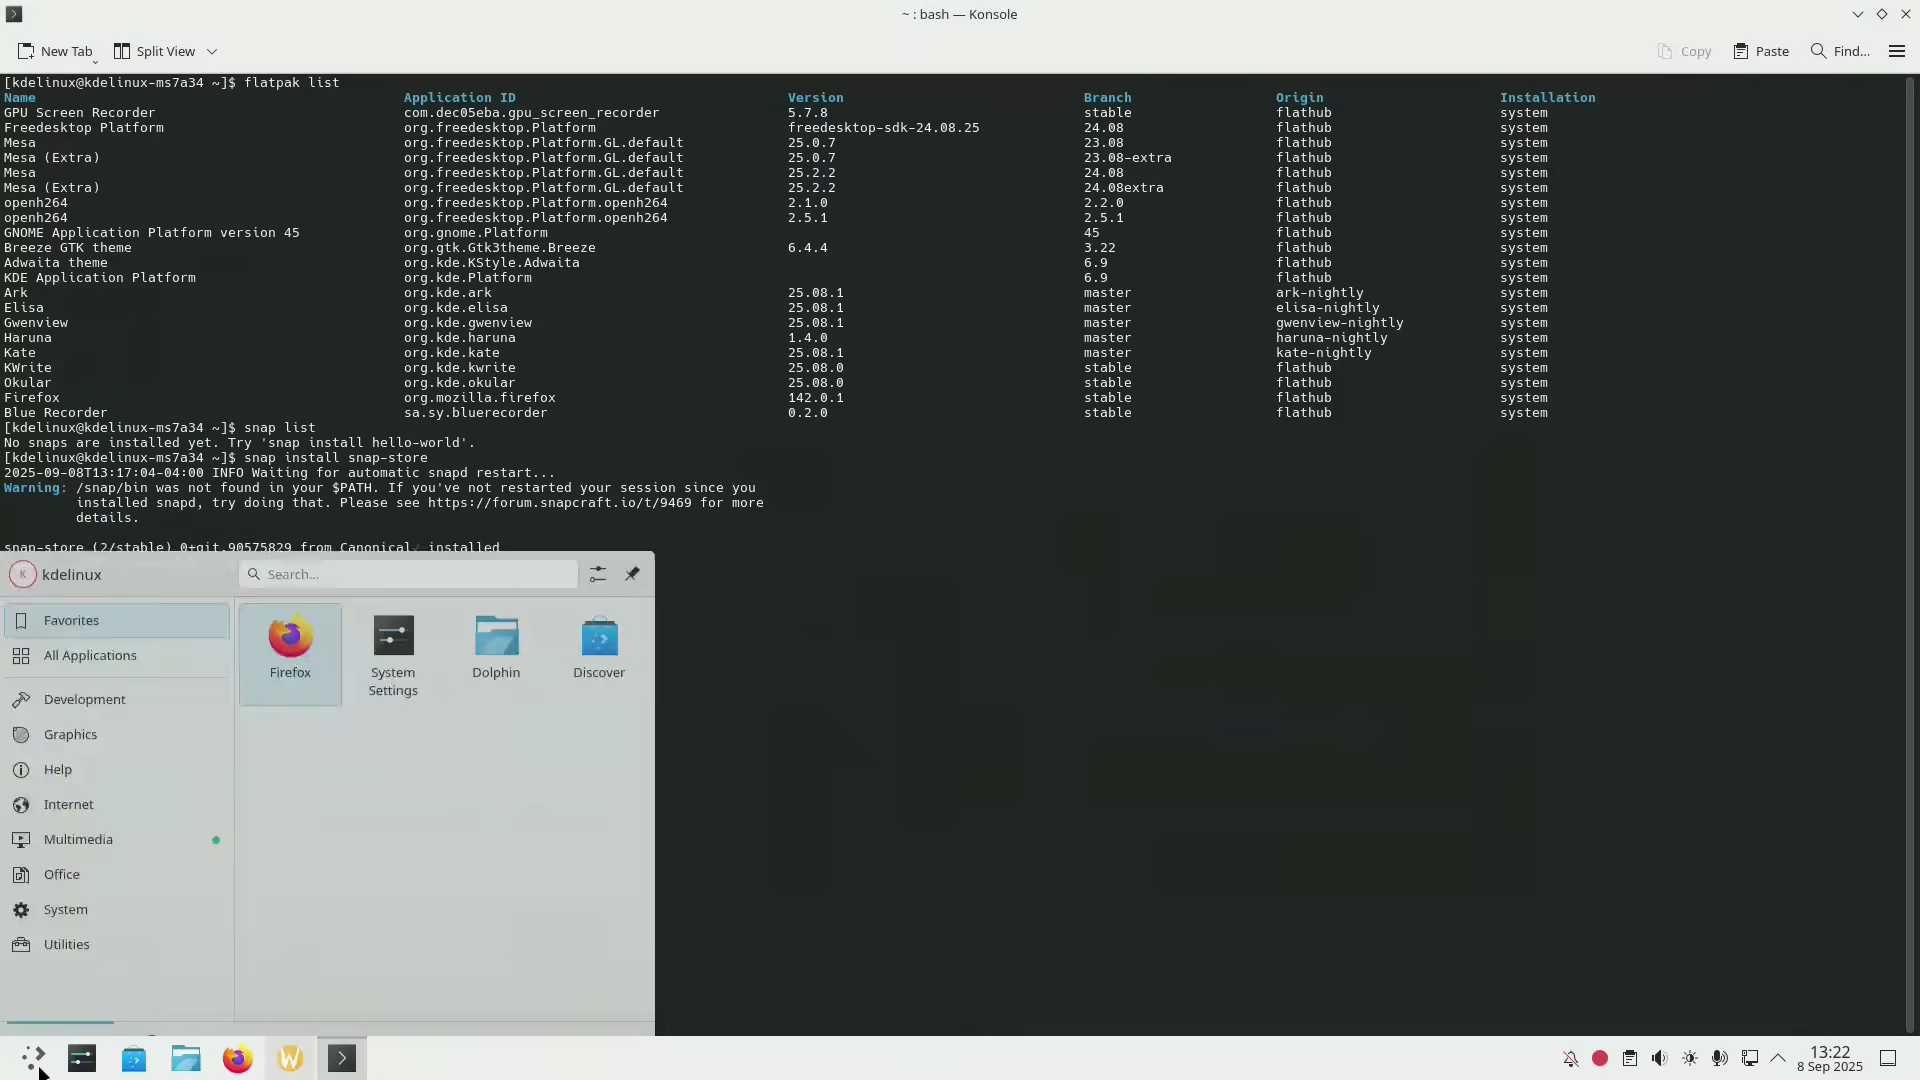 ~ : bash — Konsole
New Tab Split View Copy Paste Find...
[kdelinux@kdelinux-ms7a34 ~]$ flatpak list
Name Application ID Version Branch Origin Installation
GPU Screen Recorder com.dec05eba.gpu_screen_recorder 5.7.8 stable flathub system
Freedesktop Platform org.freedesktop.Platform freedesktop-sdk-24.08.25 24.08 flathub system
Mesa org.freedesktop.Platform.GL.default 25.0.7 23.08 flathub system
Mesa (Extra) org.freedesktop.Platform.GL.default 25.0.7 23.08-extra flathub system
Mesa org.freedesktop.Platform.GL.default 25.2.2 24.08 flathub system
Mesa (Extra) org.freedesktop.Platform.GL.default 25.2.2 24.08extra flathub system
openh264 org.freedesktop.Platform.openh264 2.1.0 2.2.0 flathub system
openh264 org.freedesktop.Platform.openh264 2.5.1 2.5.1 flathub system
GNOME Application Platform version 45 org.gnome.Platform 45 flathub system
Breeze GTK theme org.gtk.Gtk3theme.Breeze 6.4.4 3.22 flathub system
Adwaita theme org.kde.KStyle.Adwaita 6.9 flathub system
KDE Application Platform org.kde.Platform 6.9 flathub system
Ark org.kde.ark 25.08.1 master ark-nightly system
Elisa org.kde.elisa 25.08.1 master elisa-nightly system
Gwenview org.kde.gwenview 25.08.1 master gwenview-nightly system
Haruna org.kde.haruna 1.4.0 master haruna-nightly system
Kate org.kde.kate 25.08.1 master kate-nightly system
KWrite org.kde.kwrite 25.08.0 stable flathub system
Okular org.kde.okular 25.08.0 stable flathub system
Firefox org.mozilla.firefox 142.0.1 stable flathub system
Blue Recorder sa.sy.bluerecorder 0.2.0 stable flathub system
[kdelinux@kdelinux-ms7a34 ~]$ snap list
No snaps are installed yet. Try 'snap install hello-world'.
[kdelinux@kdelinux-ms7a34 ~]$ snap install snap-store
2025-09-08T13:17:04-04:00 INFO Waiting for automatic snapd restart...
Warning: /snap/bin was not found in your $PATH. If you've not restarted your session since you
installed snapd, try doing that. Please see https://forum.snapcraft.io/t/9469 for more
details.
snap-store (2/stable) 0+git.90575829 from Canonical✓ installed
K kdelinux Search...
Favorites
All Applications
Development
Graphics
Help
Internet
Multimedia
Office
System
Utilities
Firefox
System
Settings
Dolphin
Discover
13:22
8 Sep 2025